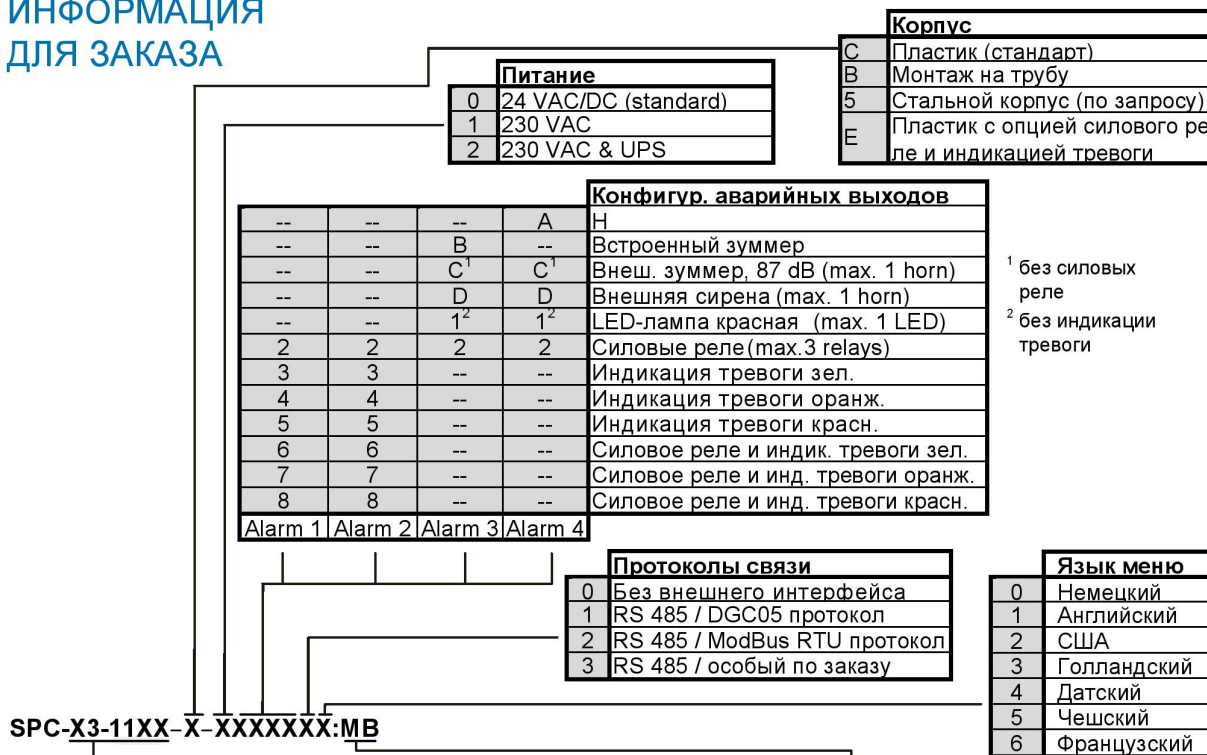 ИНФОРМАЦИЯ
ДЛЯ ЗАКАЗА
Корпус
C Пластик (стандарт)
B Монтаж на трубу
5 Стальной корпус (по запросу)
E Пластик с опцией силового ре
ле и индикацией тревоги
Питание
0 24 VAC/DC (standard)
1 230 VAC
2 230 VAC & UPS
Конфигур. аварийных выходов
-- -- -- A Н
-- -- B -- Встроенный зуммер
-- -- C¹ C¹ Внеш. зуммер, 87 dB (max. 1 horn)
-- -- D D Внешняя сирена (max. 1 horn)
-- -- 1² 1² LED-лампа красная (max. 1 LED)
2 2 2 2 Силовые реле (max.3 relays)
3 3 -- -- Индикация тревоги зел.
4 4 -- -- Индикация тревоги оранж.
5 5 -- -- Индикация тревоги красн.
6 6 -- -- Силовое реле и индик. тревоги зел.
7 7 -- -- Силовое реле и инд. тревоги оранж.
8 8 -- -- Силовое реле и инд. тревоги красн.
Alarm 1 Alarm 2 Alarm 3 Alarm 4
¹ без силовых
реле
² без индикации
тревоги
Протоколы связи
0 Без внешнего интерфейса
1 RS 485 / DGC05 протокол
2 RS 485 / ModBus RTU протокол
3 RS 485 / особый по заказу
Язык меню
0 Немецкий
1 Английский
2 США
3 Голландский
4 Датский
5 Чешский
6 Французский
SPC-X3-11XX–X–XXXXXXX:MB